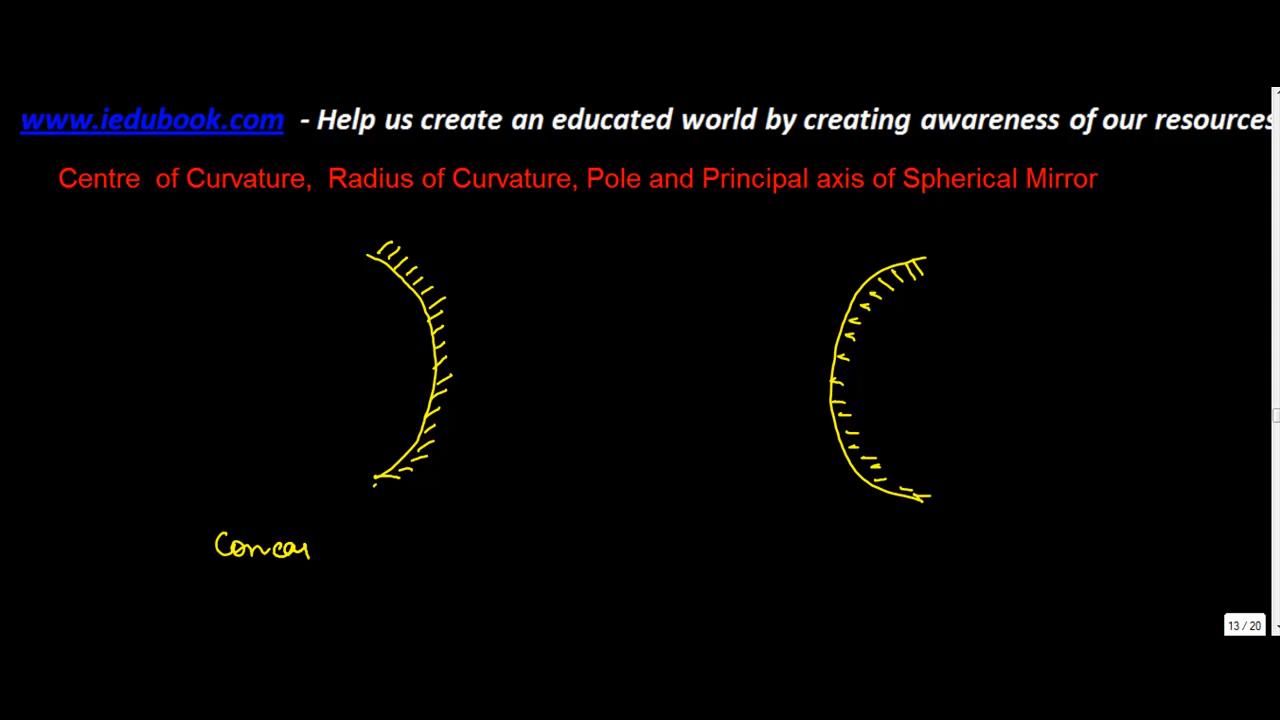 www.iedubook.com - Help us create an educated world by creating awareness of our resources
Centre of Curvature, Radius of Curvature, Pole and Principal axis of Spherical Mirror
Concav
13 / 20